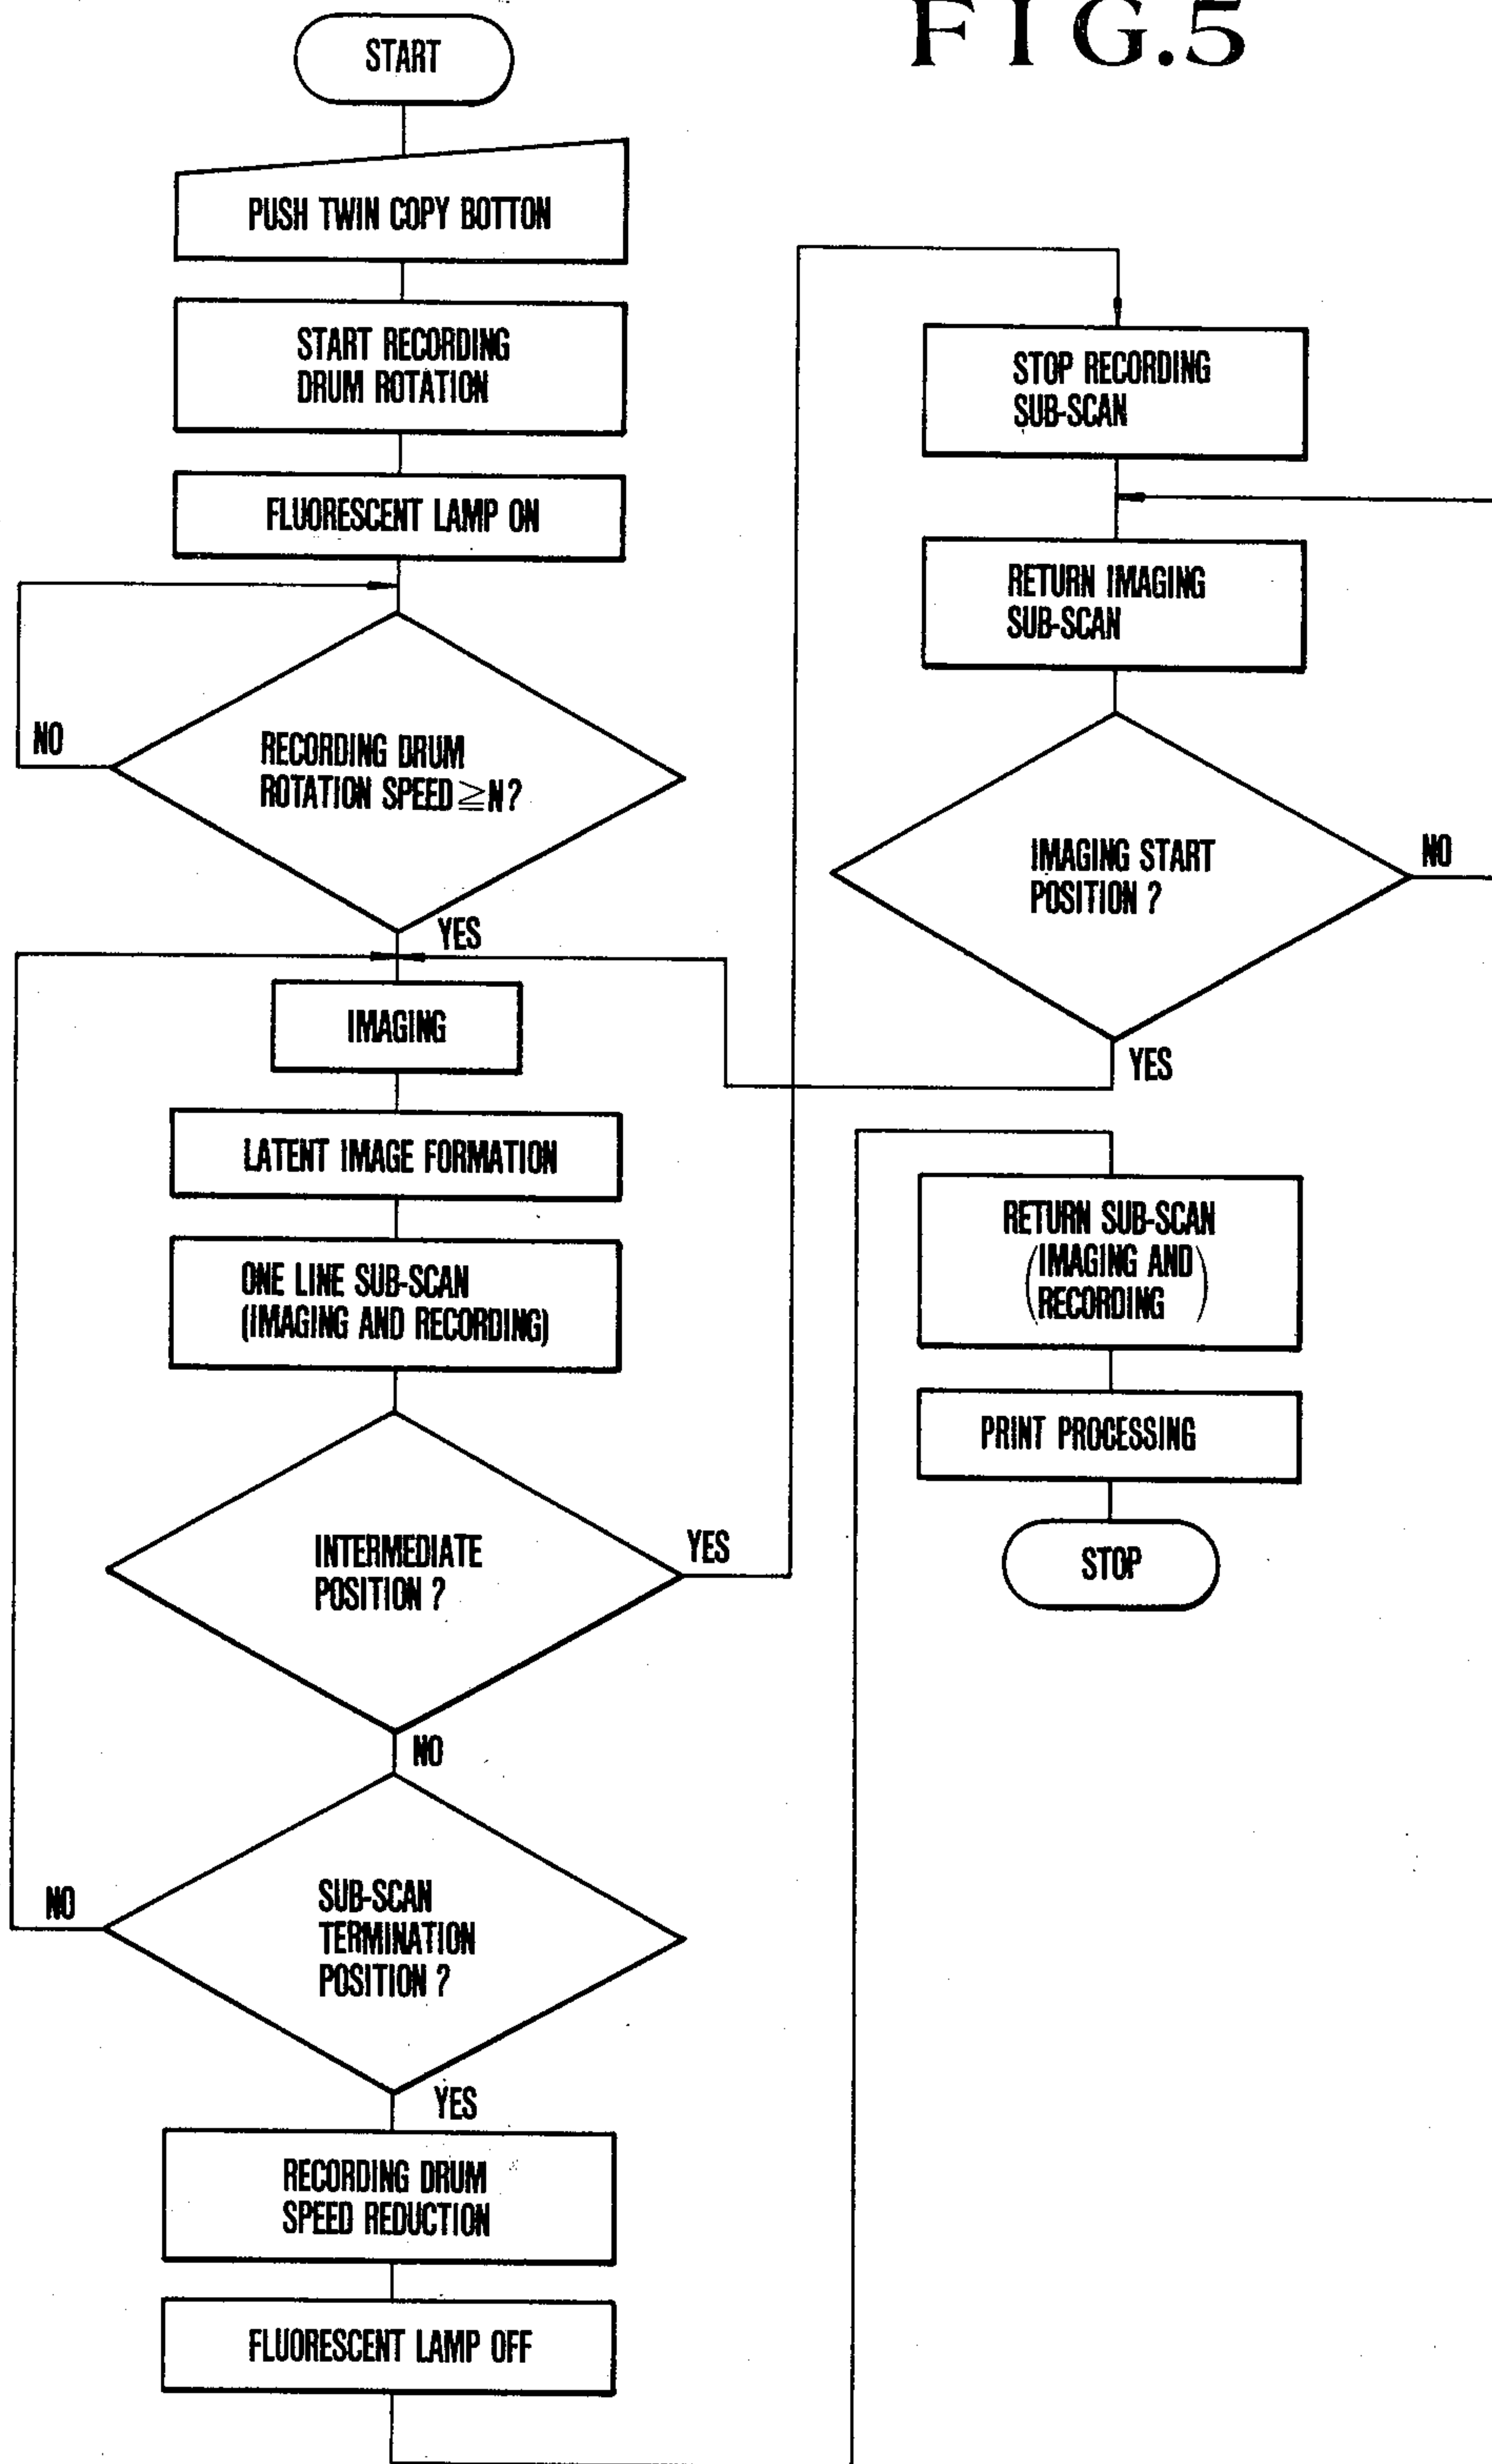 FIG.5
START
PUSH TWIN COPY BOTTON
START RECORDING
DRUM ROTATION
FLUORESCENT LAMP ON
NO
RECORDING DRUM
ROTATION SPEED≧N?
YES
IMAGING
LATENT IMAGE FORMATION
ONE LINE SUB-SCAN
(IMAGING AND RECORDING)
INTERMEDIATE
POSITION ?
YES
NO
SUB-SCAN
TERMINATION
POSITION ?
NO
YES
RECORDING DRUM
SPEED REDUCTION
FLUORESCENT LAMP OFF
STOP RECORDING
SUB-SCAN
RETURN IMAGING
SUB-SCAN
IMAGING START
POSITION ?
NO
YES
RETURN SUB-SCAN
(IMAGING AND
RECORDING)
PRINT PROCESSING
STOP